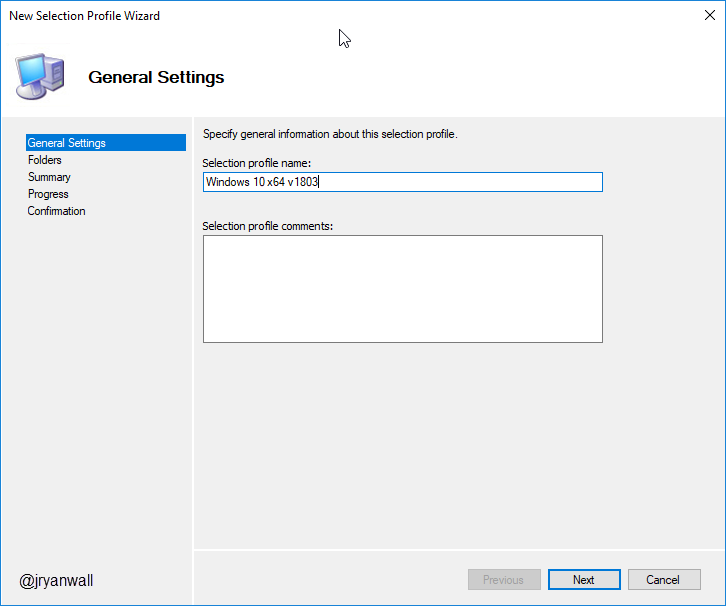 New Selection Profile Wizard
General Settings
General Settings
Folders
Summary
Progress
Confirmation
Specify general information about this selection profile.
Selection profile name:
Windows 10 x64 v1803
Selection profile comments:
@jryanwall
Previous
Next
Cancel